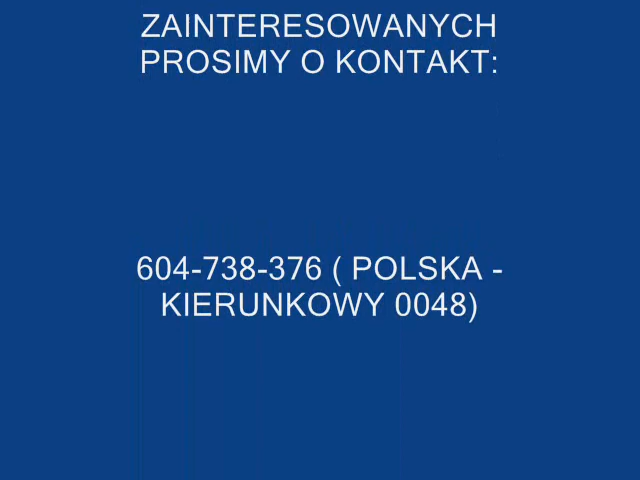 ZAINTERESOWANYCH
PROSIMY O KONTAKT:
604-738-376 ( POLSKA -
KIERUNKOWY 0048)